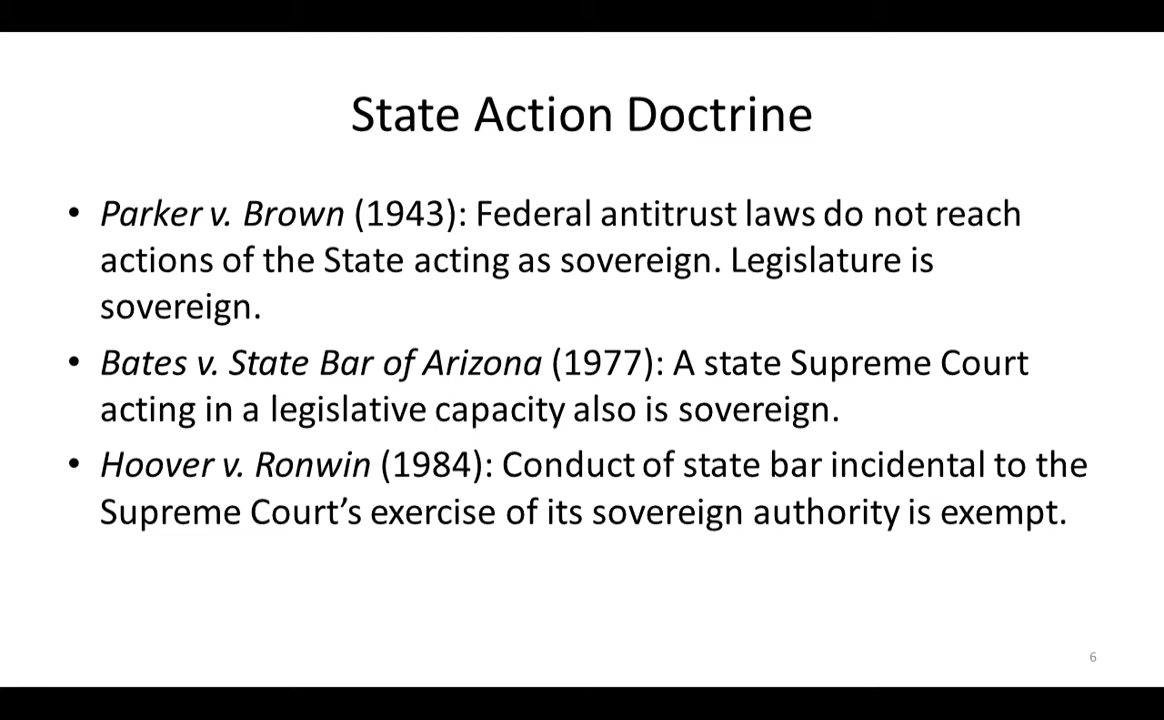 State Action Doctrine
• Parker v. Brown (1943): Federal antitrust laws do not reach
actions of the State acting as sovereign. Legislature is
sovereign.
• Bates v. State Bar of Arizona (1977): A state Supreme Court
acting in a legislative capacity also is sovereign.
• Hoover v. Ronwin (1984): Conduct of state bar incidental to the
Supreme Court’s exercise of its sovereign authority is exempt.
6